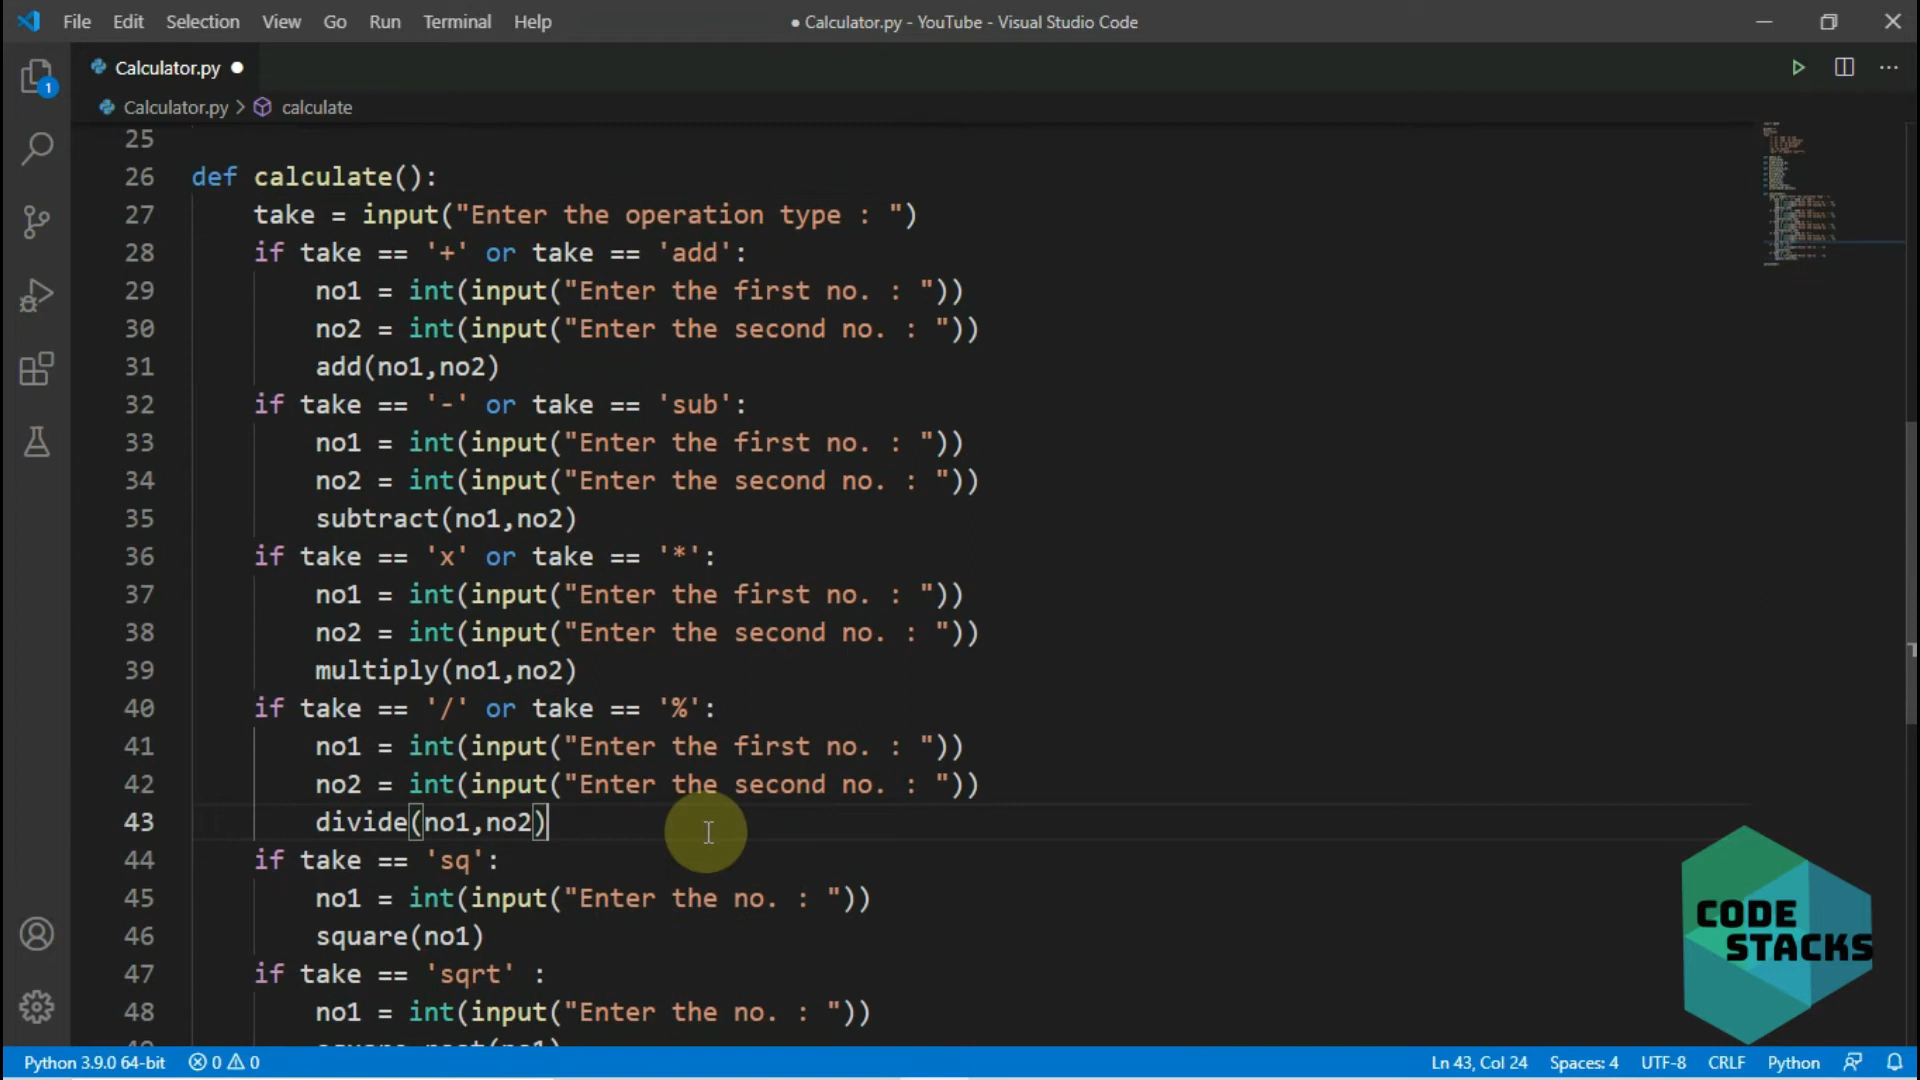 File Edit Selection View Go Run Terminal Help ● Calculator.py - YouTube - Visual Studio Code
Calculator.py ●
1
Calculator.py > calculate
25
26 def calculate():
27 take = input("Enter the operation type : ")
28 if take == '+' or take == 'add':
29 no1 = int(input("Enter the first no. : "))
30 no2 = int(input("Enter the second no. : "))
31 add(no1,no2)
32 if take == '-' or take == 'sub':
33 no1 = int(input("Enter the first no. : "))
34 no2 = int(input("Enter the second no. : "))
35 subtract(no1,no2)
36 if take == 'x' or take == '*':
37 no1 = int(input("Enter the first no. : "))
38 no2 = int(input("Enter the second no. : "))
39 multiply(no1,no2)
40 if take == '/' or take == '%':
41 no1 = int(input("Enter the first no. : "))
42 no2 = int(input("Enter the second no. : "))
43 divide(no1,no2)
44 if take == 'sq':
45 no1 = int(input("Enter the no. : "))
46 square(no1)
47 if take == 'sqrt' :
48 no1 = int(input("Enter the no. : "))
CODE
STACKS
Python 3.9.0 64-bit 0 0 Ln 43, Col 24 Spaces: 4 UTF-8 CRLF Python